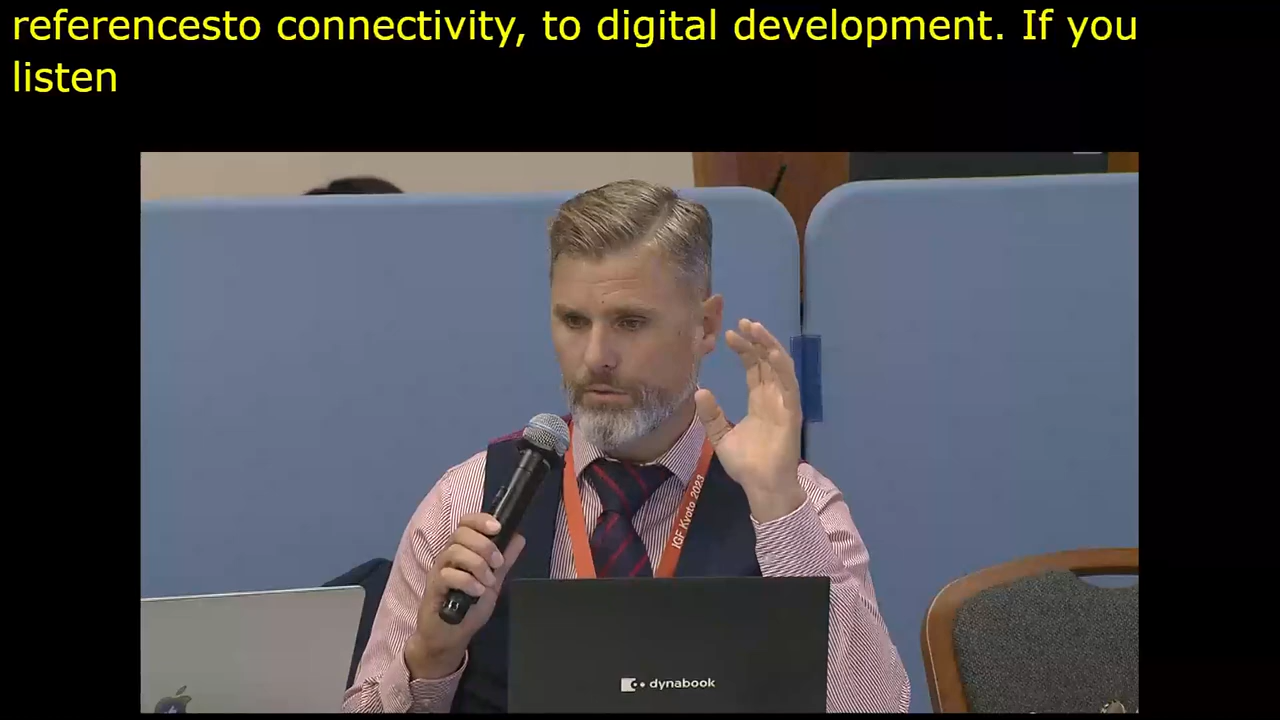 referencesto connectivity, to digital development. If you
listen
IGF Kyoto 2023
dynabook